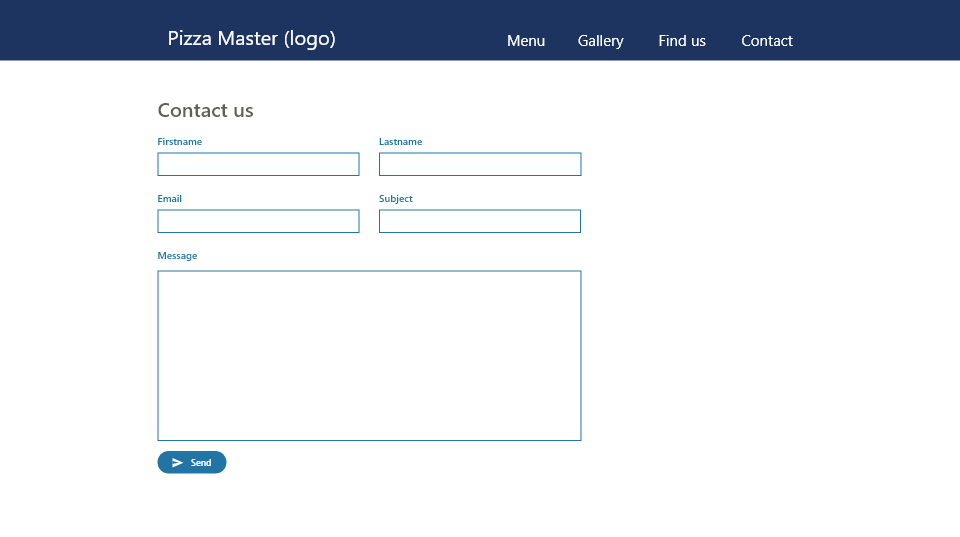 Pizza Master (logo) Menu Gallery Find us Contact
Contact us
Firstname Lastname
Email Subject
Message
Send